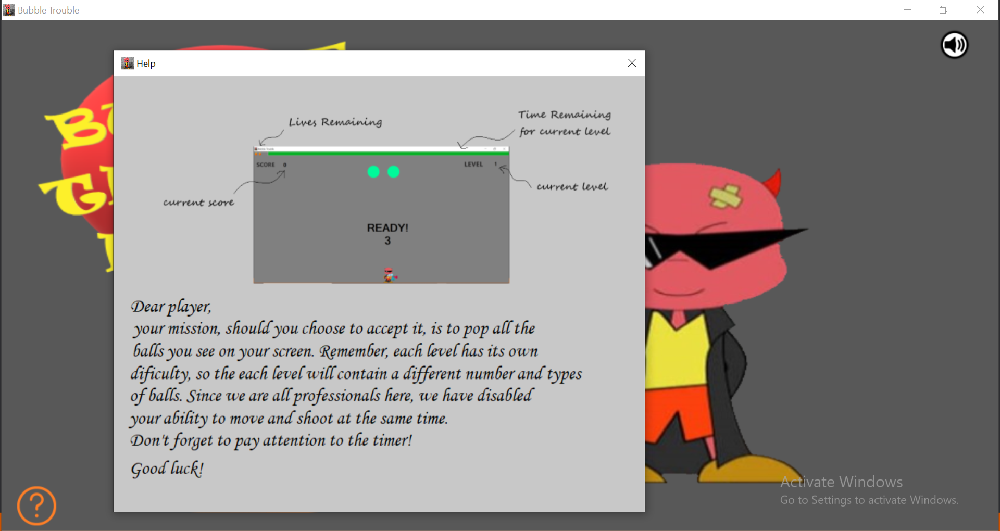 Bubble Trouble
Help
Lives Remaining
Time Remaining
for current level
Bubble Trouble
SCORE 0
LEVEL 1
current level
current score
READY!
3
Dear player,
your mission, should you choose to accept it, is to pop all the
balls you see on your screen. Remember, each level has its own
dificulty, so the each level will contain a different number and types
of balls. Since we are all professionals here, we have disabled
your ability to move and shoot at the same time.
Don't forget to pay attention to the timer!
Good luck!
?
Activate Windows
Go to Settings to activate Windows.